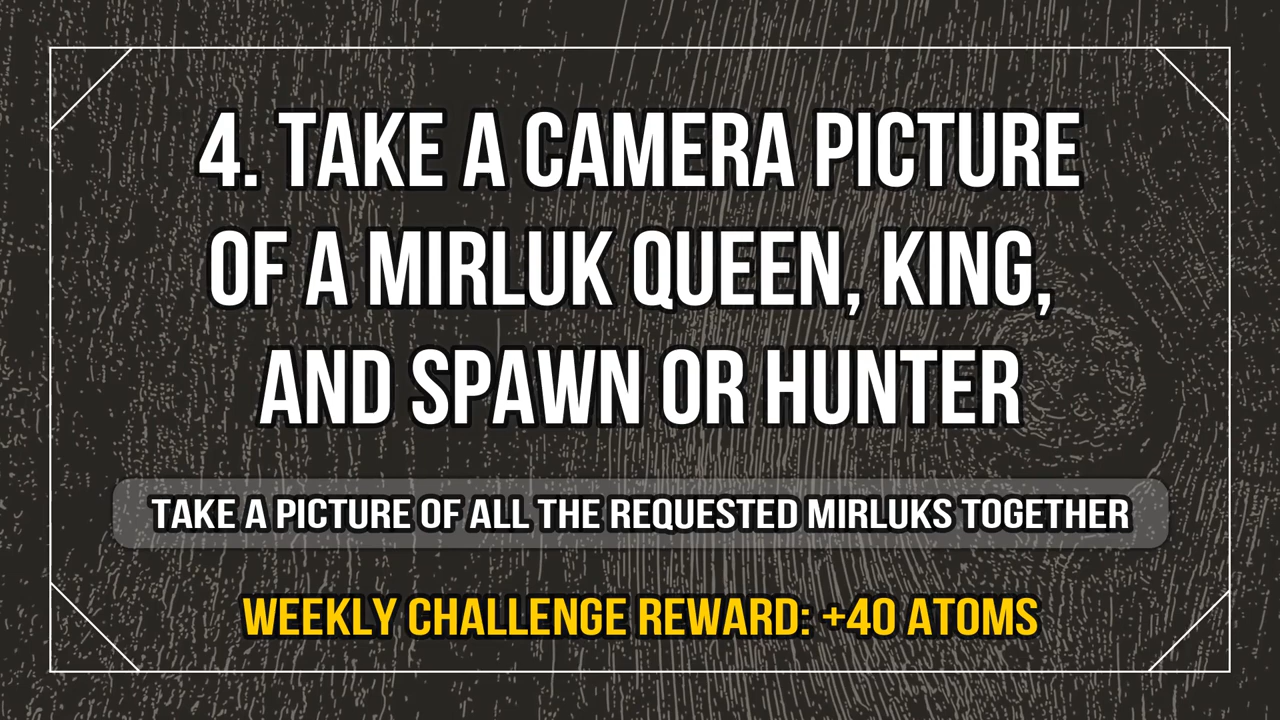 4. TAKE A CAMERA PICTURE
OF A MIRLUK QUEEN, KING,
AND SPAWN OR HUNTER
TAKE A PICTURE OF ALL THE REQUESTED MIRLUKS TOGETHER
WEEKLY CHALLENGE REWARD: +40 ATOMS